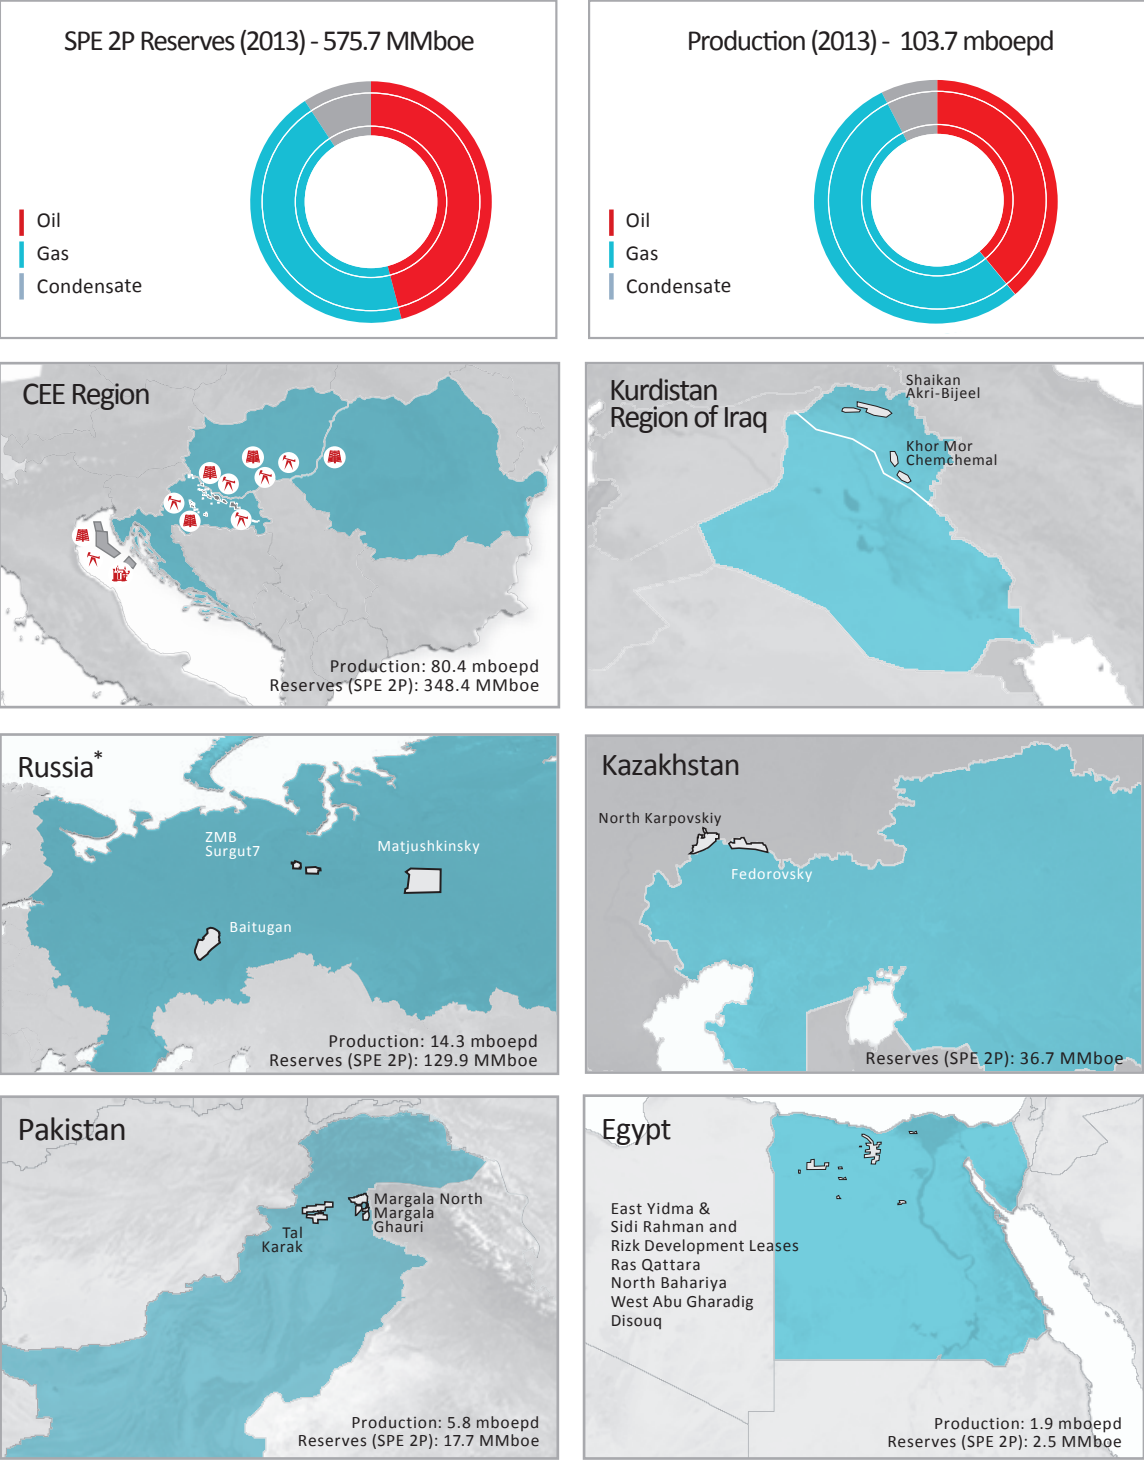 SPE 2P Reserves (2013) - 575.7 MMboe
Oil
Gas
Condensate
Production (2013) - 103.7 mboepd
Oil
Gas
Condensate
CEE Region
Production: 80.4 mboepd
Reserves (SPE 2P): 348.4 MMboe
Kurdistan
Region of Iraq
Shaikan
Akri-Bijeel
Khor Mor
Chemchemal
Russia*
ZMB
Surgut7
Matjushkinsky
Baitugan
Production: 14.3 mboepd
Reserves (SPE 2P): 129.9 MMboe
Kazakhstan
North Karpovskiy
Fedorovsky
Reserves (SPE 2P): 36.7 MMboe
Pakistan
Margala North
Margala
Ghauri
Tal
Karak
Production: 5.8 mboepd
Reserves (SPE 2P): 17.7 MMboe
Egypt
East Yidma &
Sidi Rahman and
Rizk Development Leases
Ras Qattara
North Bahariya
West Abu Gharadig
Disouq
Production: 1.9 mboepd
Reserves (SPE 2P): 2.5 MMboe